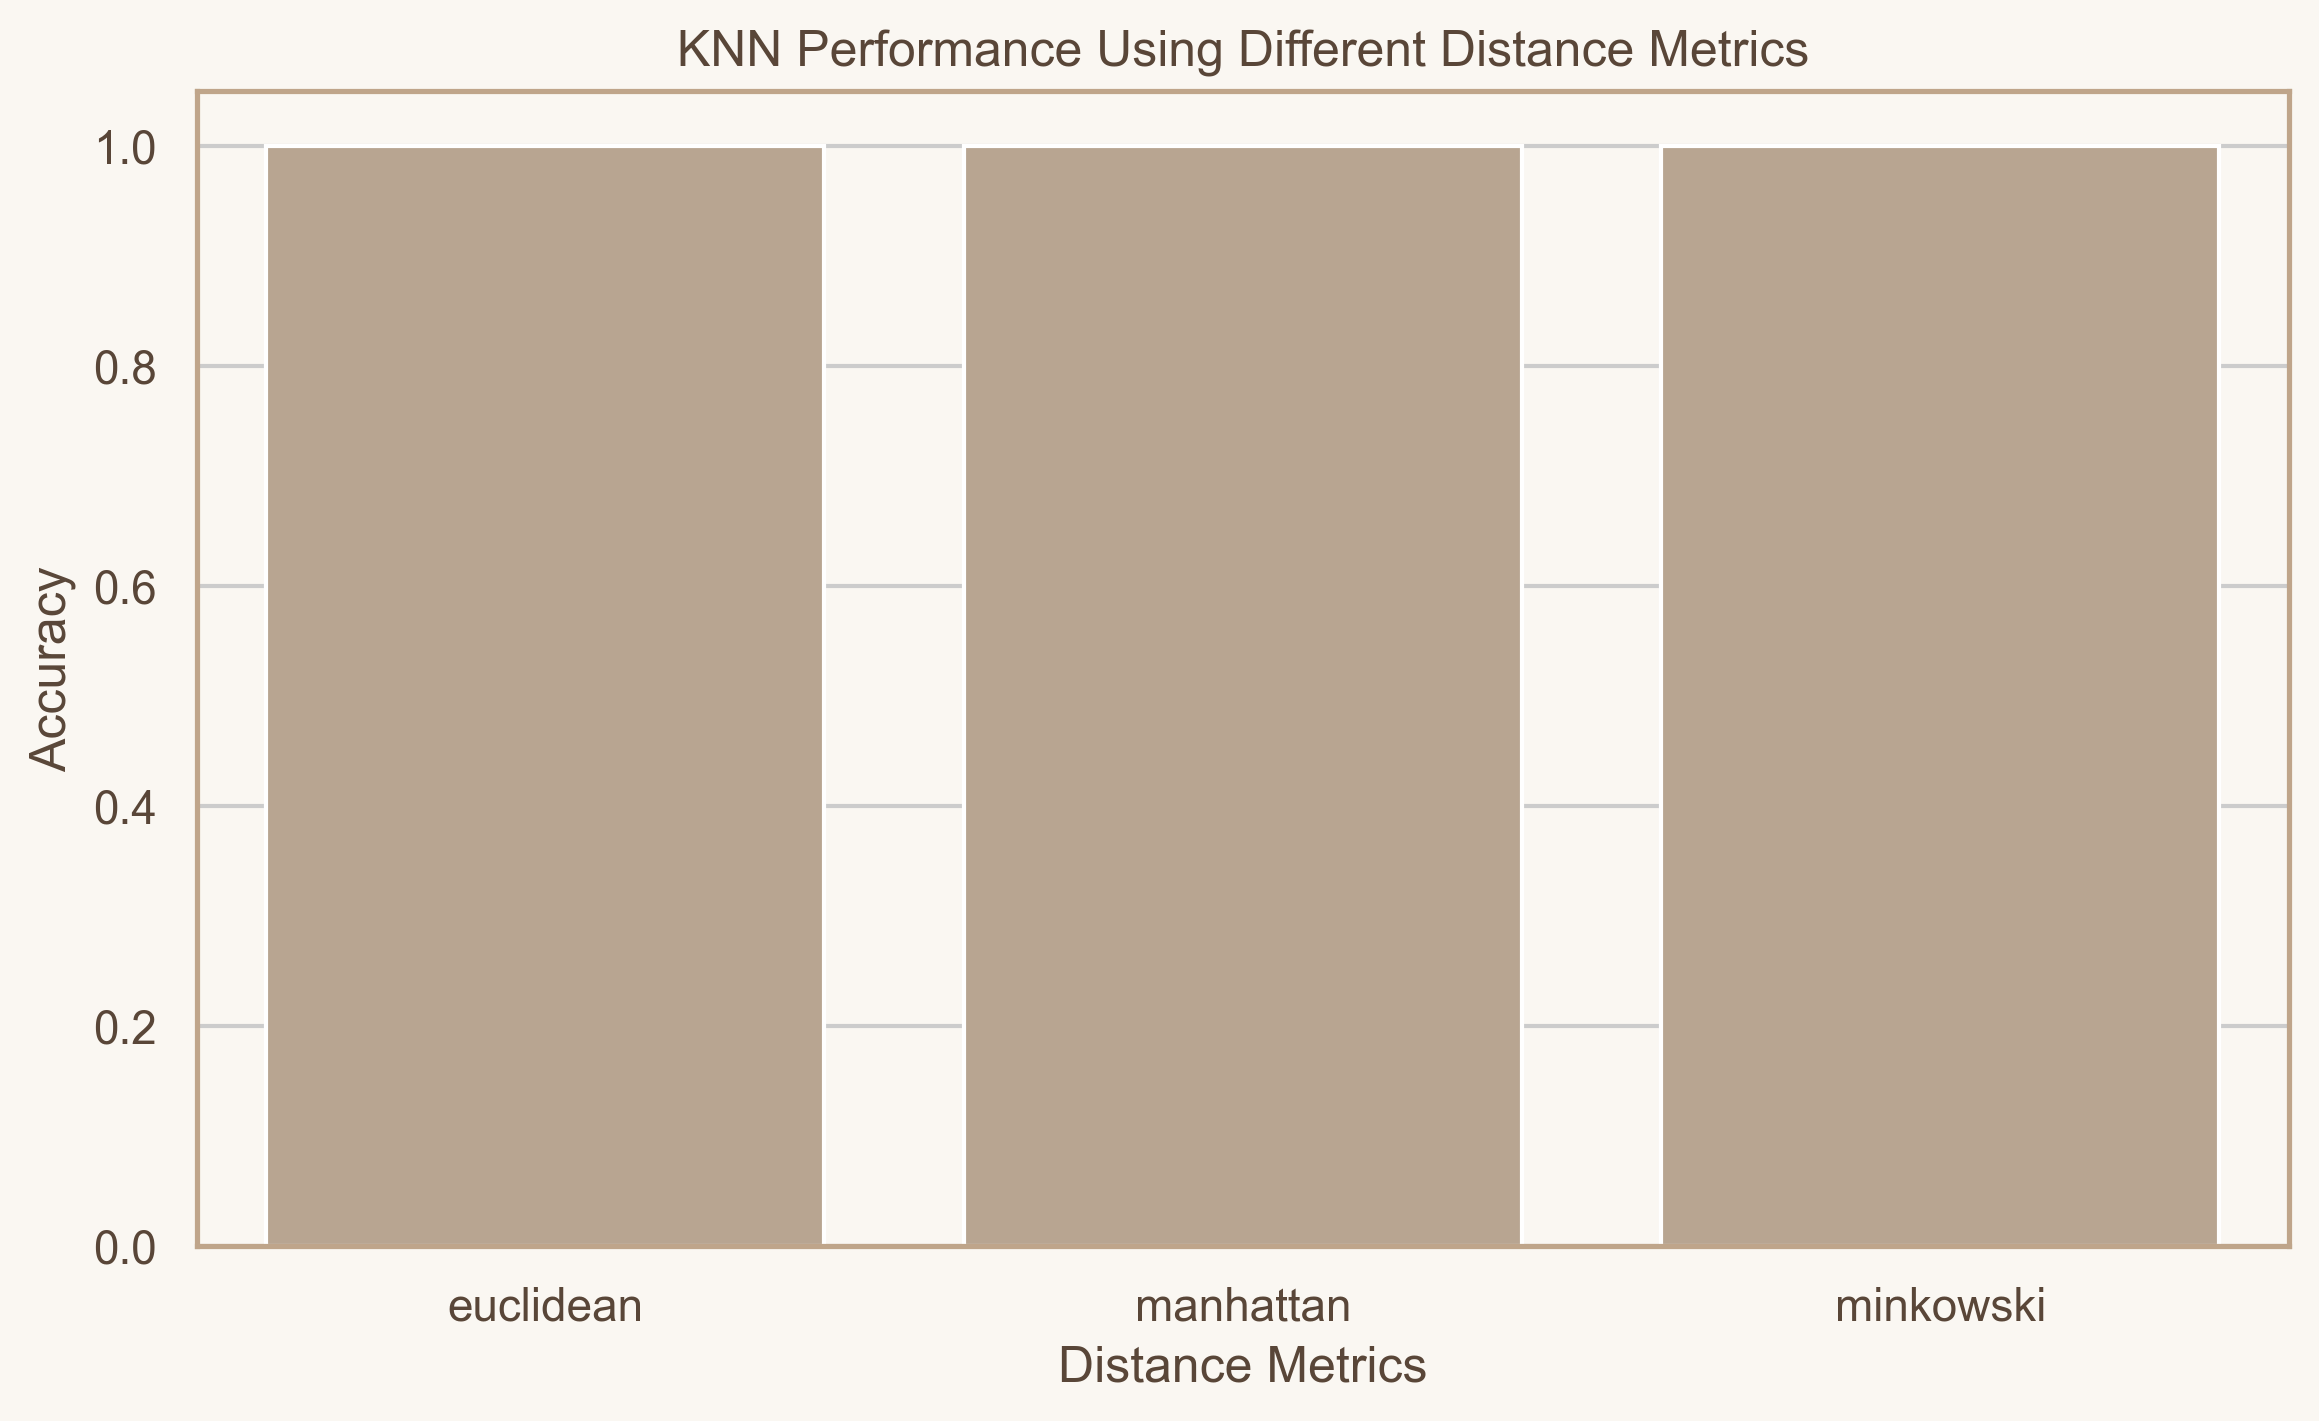 KNN Performance Using Different Distance Metrics
1.0
0.8
0.6
0.4
0.2
0.0
Accuracy
euclidean
manhattan
minkowski
Distance Metrics